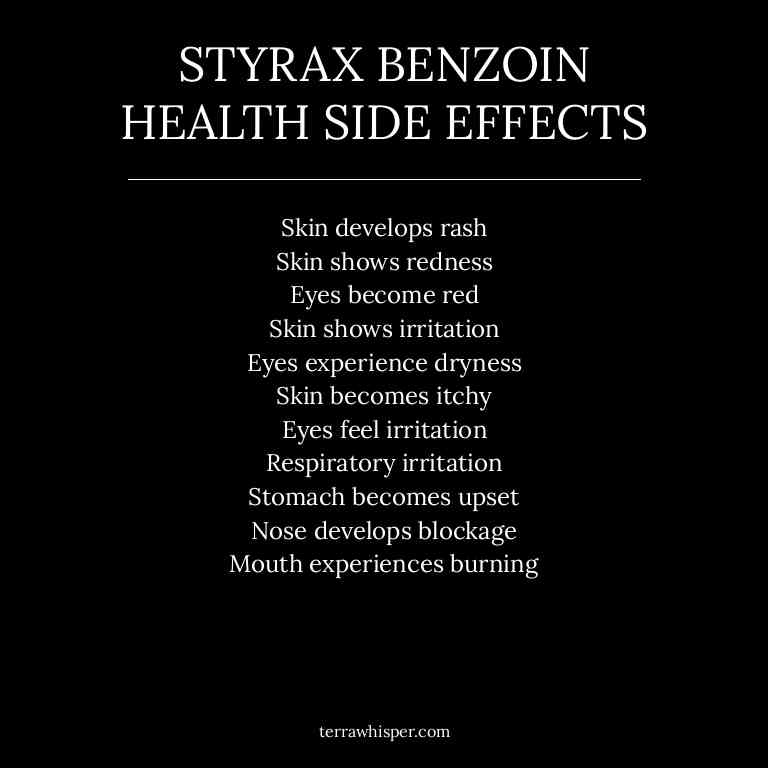 STYRAX BENZOIN
HEALTH SIDE EFFECTS
Skin develops rash
Skin shows redness
Eyes become red
Skin shows irritation
Eyes experience dryness
Skin becomes itchy
Eyes feel irritation
Respiratory irritation
Stomach becomes upset
Nose develops blockage
Mouth experiences burning
terrawhisper.com